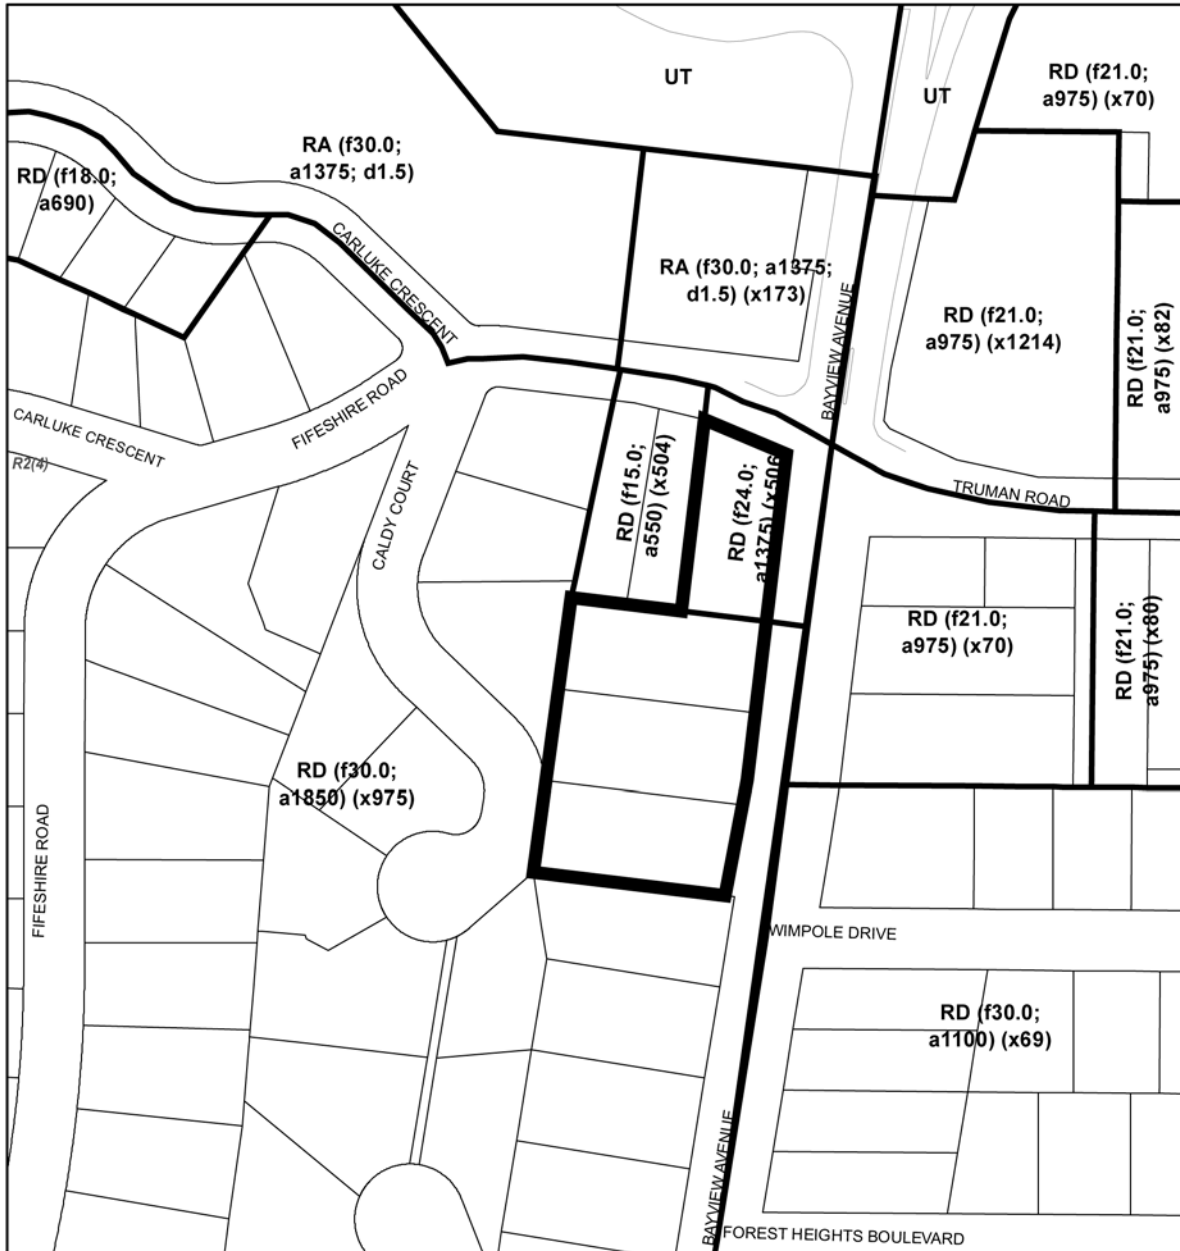 UT
RD (f21.0;
a975) (x70)
UT
RA (f30.0;
a1375; d1.5)
RD (f18.0;
a690)
CARLUKE CRESCENT
RA (f30.0; a1375;
d1.5) (x173)
BAYVIEW AVENUE
RD (f21.0;
a975) (x1214)
RD (f21.0;
a975) (x82)
FIFESHIRE ROAD
CARLUKE CRESCENT
R2(4)
CALDY COURT
RD (f15.0;
a550) (x504)
RD (f24.0;
a1375) (x506
TRUMAN ROAD
RD (f21.0;
a975) (x70)
RD (f21.0;
a975) (x80)
RD (f30.0;
a1850) (x975)
FIFESHIRE ROAD
WIMPOLE DRIVE
RD (f30.0;
a1100) (x69)
BAYVIEW AVENUE
FOREST HEIGHTS BOULEVARD